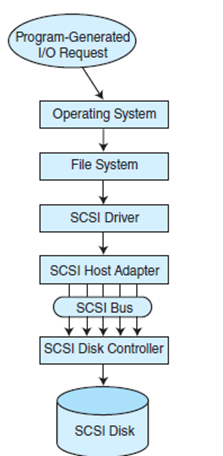 Program-Generated
I/O Request
Operating System
File System
SCSI Driver
SCSI Host Adapter
SCSI Bus
SCSI Disk Controller
SCSI Disk